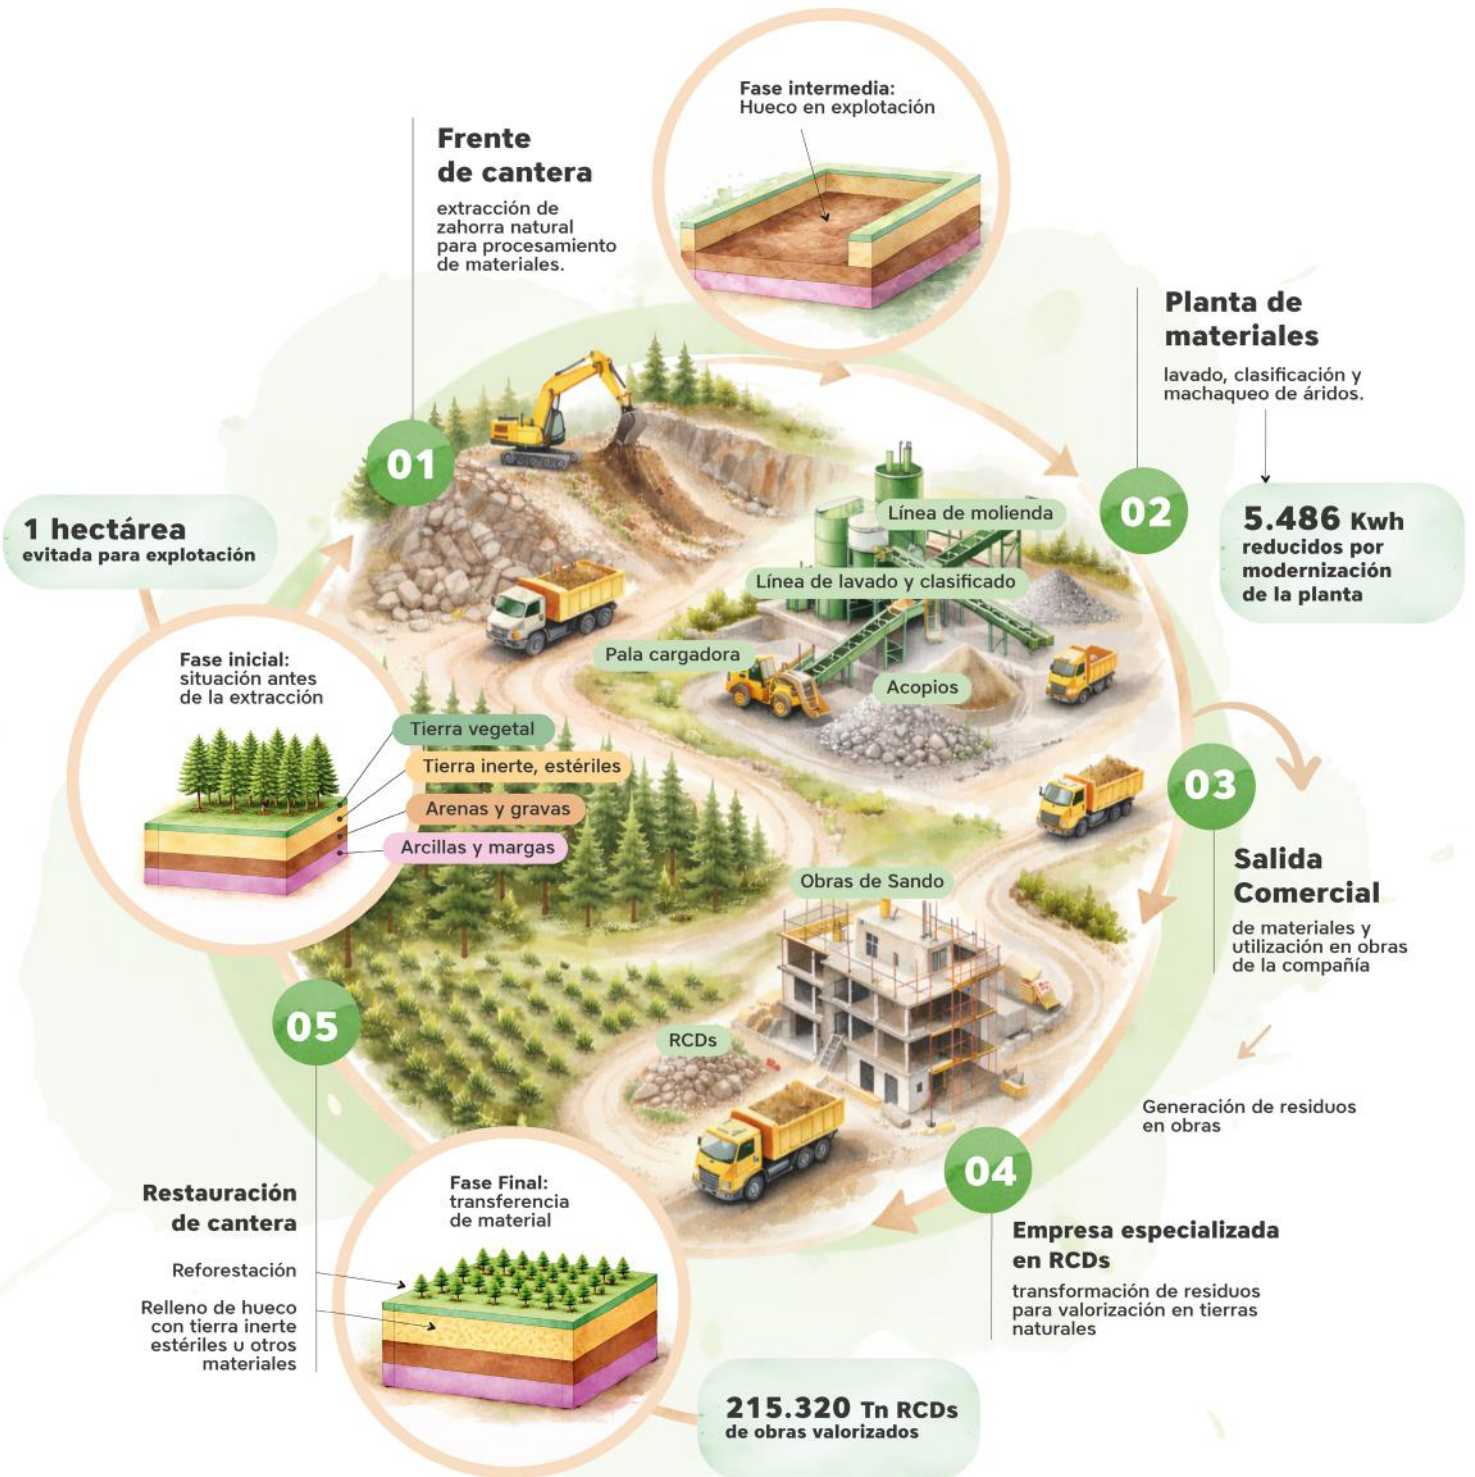 Fase intermedia:
Hueco en explotación
Frente
de cantera
extracción de
zahorra natural
para procesamiento
de materiales.
01
Planta de
materiales
lavado, clasificación y
machaqueo de áridos.
02
5.486 Kwh
reducidos por
modernización
de la planta
Línea de molienda
Línea de lavado y clasificado
Pala cargadora
Acopios
1 hectárea
evitada para explotación
Fase inicial:
situación antes
de la extracción
Tierra vegetal
Tierra inerte, estériles
Arenas y gravas
Arcillas y margas
03
Salida
Comercial
de materiales y
utilización en obras
de la compañía
Obras de Sando
RCDs
Generación de residuos
en obras
04
Empresa especializada
en RCDs
transformación de residuos
para valorización en tierras
naturales
05
Restauración
de cantera
Reforestación
Relleno de hueco
con tierra inerte
estériles u otros
materiales
Fase Final:
transferencia
de material
215.320 Tn RCDs
de obras valorizados